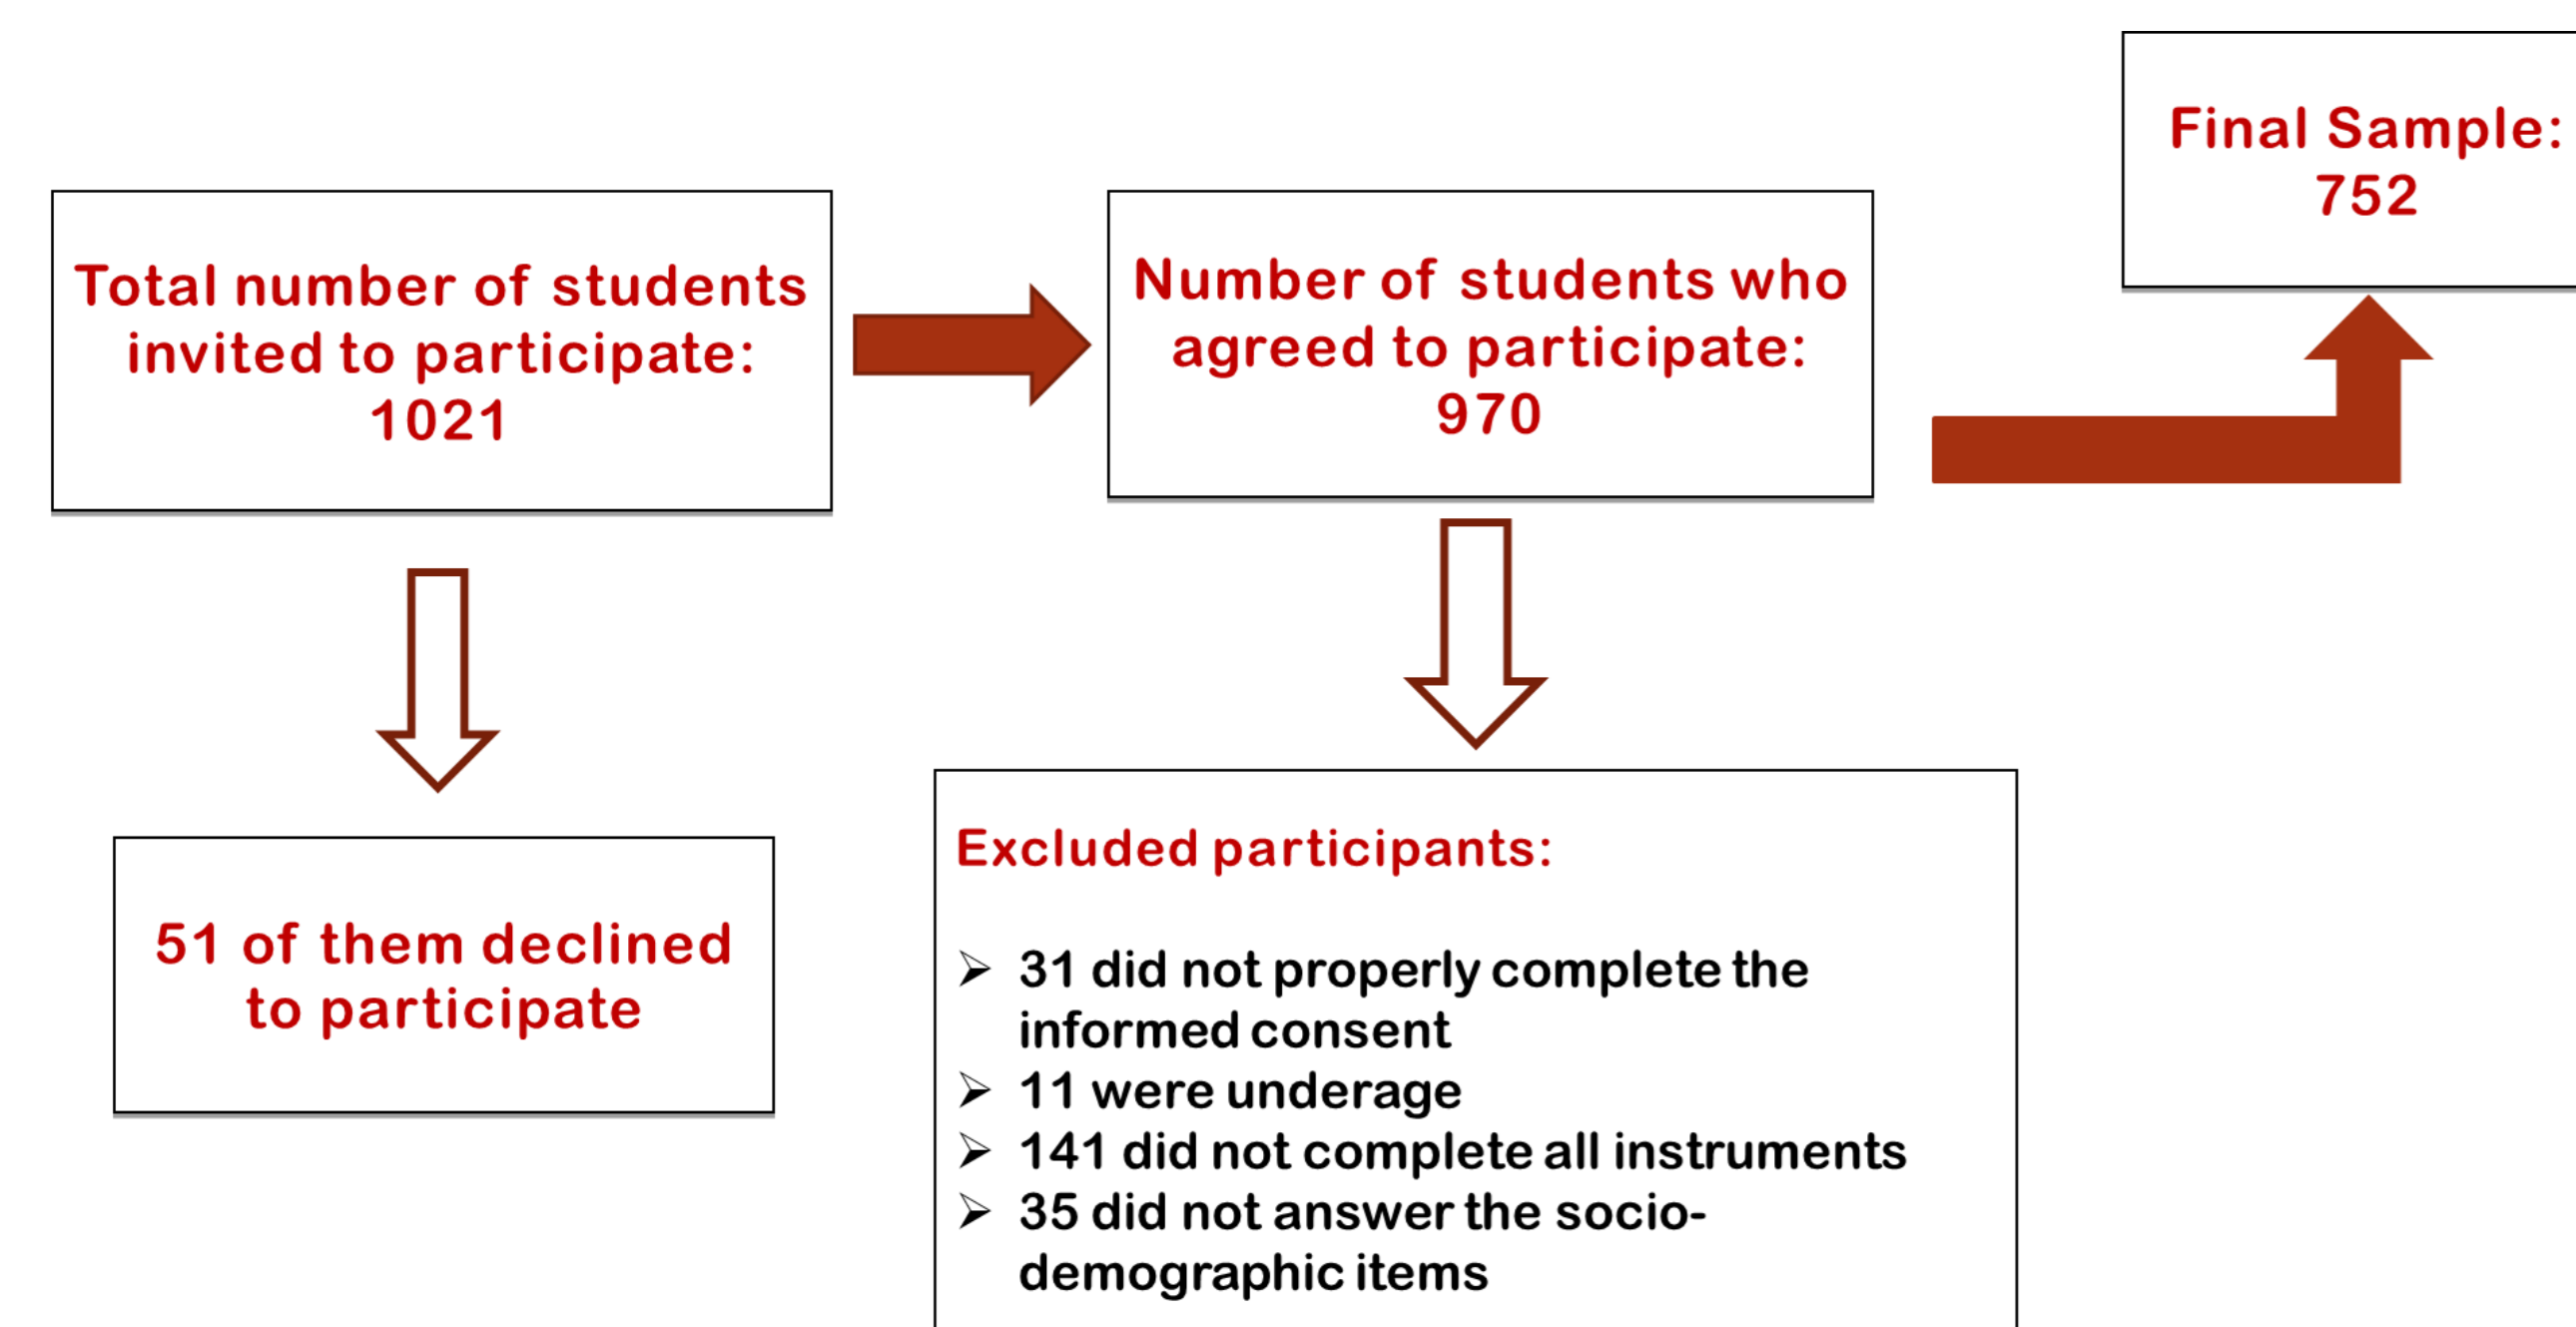 Total number of students
invited to participate:
1021
Number of students who
agreed to participate:
970
Final Sample:
752
51 of them declined
to participate
Excluded participants:
➢ 31 did not properly complete the
informed consent
➢ 11 were underage
➢ 141 did not complete all instruments
➢ 35 did not answer the socio-
demographic items